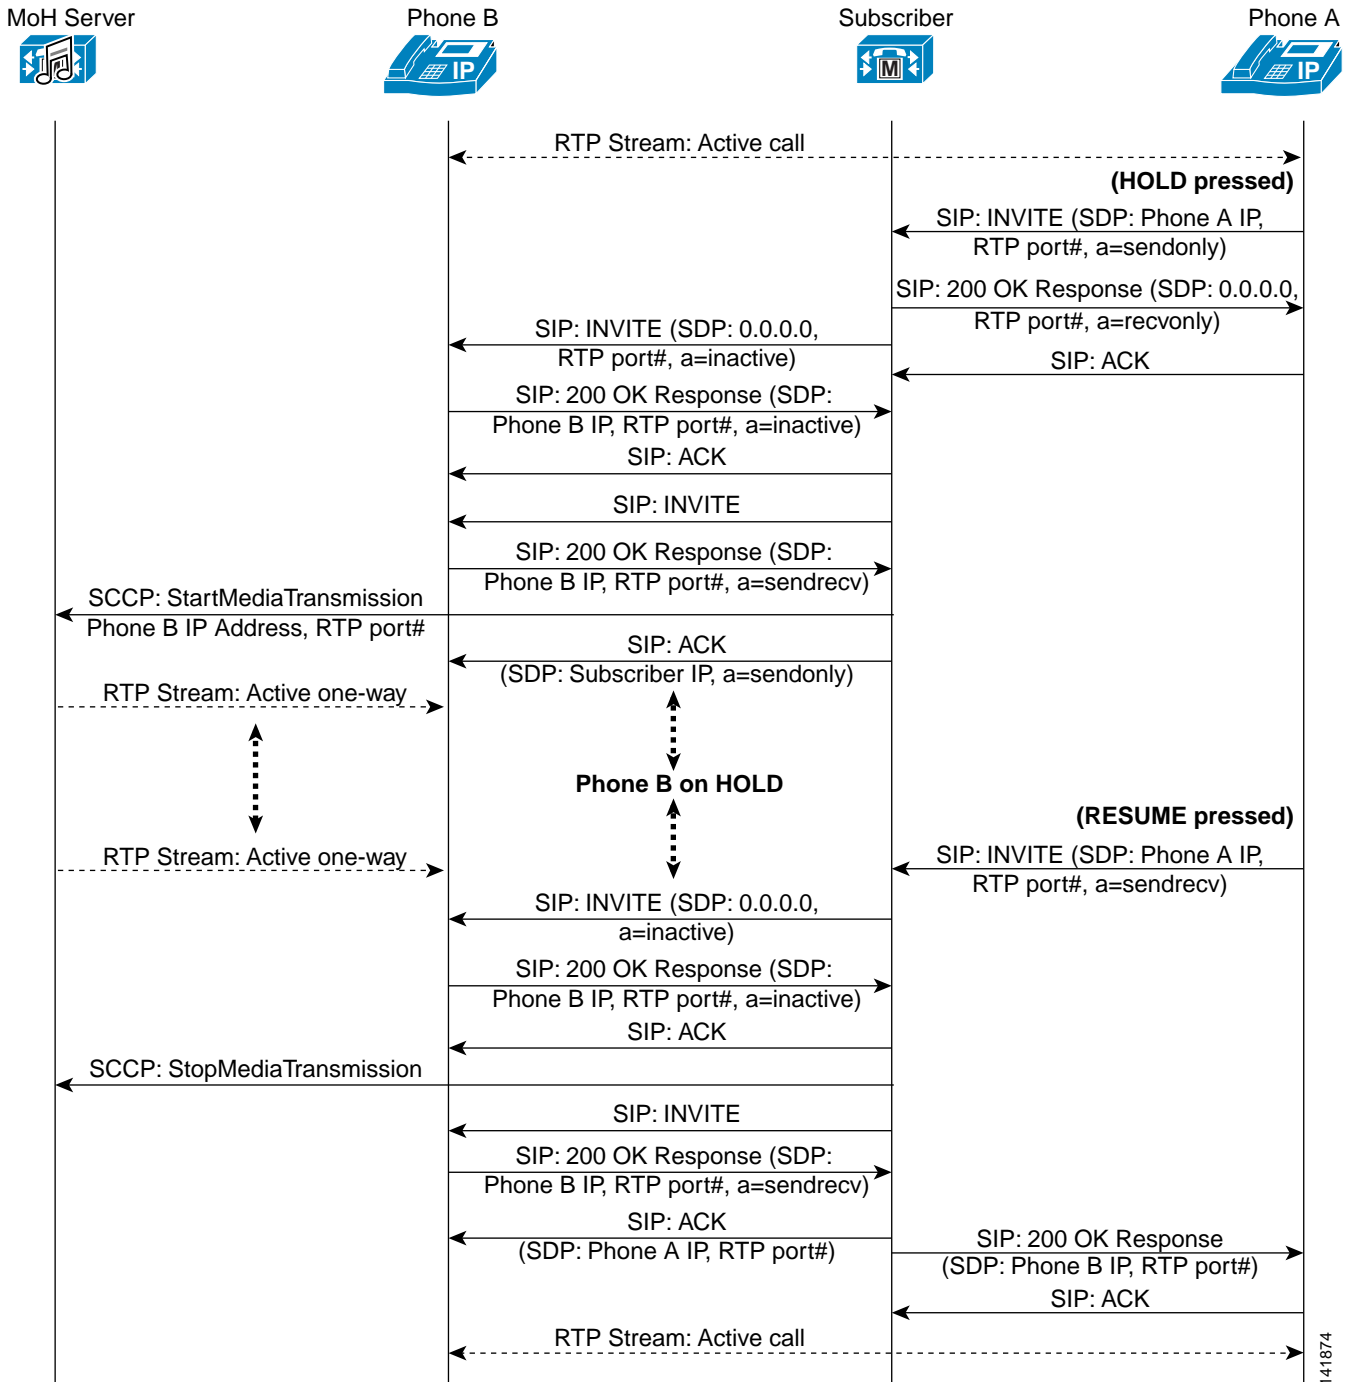 MoH Server
Phone B
Subscriber
Phone A
IP
M
IP
RTP Stream: Active call
(HOLD pressed)
SIP: INVITE (SDP: Phone A IP,
RTP port#, a=sendonly)
SIP: 200 OK Response (SDP: 0.0.0.0,
RTP port#, a=recvonly)
SIP: INVITE (SDP: 0.0.0.0,
RTP port#, a=inactive)
SIP: ACK
SIP: 200 OK Response (SDP:
Phone B IP, RTP port#, a=inactive)
SIP: ACK
SIP: INVITE
SIP: 200 OK Response (SDP:
Phone B IP, RTP port#, a=sendrecv)
SCCP: StartMediaTransmission
Phone B IP Address, RTP port#
SIP: ACK
(SDP: Subscriber IP, a=sendonly)
RTP Stream: Active one-way
Phone B on HOLD
(RESUME pressed)
RTP Stream: Active one-way
SIP: INVITE (SDP: Phone A IP,
RTP port#, a=sendrecv)
SIP: INVITE (SDP: 0.0.0.0,
a=inactive)
SIP: 200 OK Response (SDP:
Phone B IP, RTP port#, a=inactive)
SIP: ACK
SCCP: StopMediaTransmission
SIP: INVITE
SIP: 200 OK Response (SDP:
Phone B IP, RTP port#, a=sendrecv)
SIP: ACK
(SDP: Phone A IP, RTP port#)
SIP: 200 OK Response
(SDP: Phone B IP, RTP port#)
SIP: ACK
RTP Stream: Active call
141874